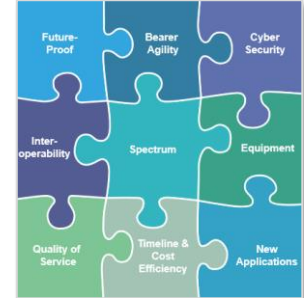 Future-
Proof
Bearer
Agility
Cyber
Security
Inter-
operability
Spectrum
Equipment
Quality of
Service
Timeline &
Cost
Efficiency
New
Applications